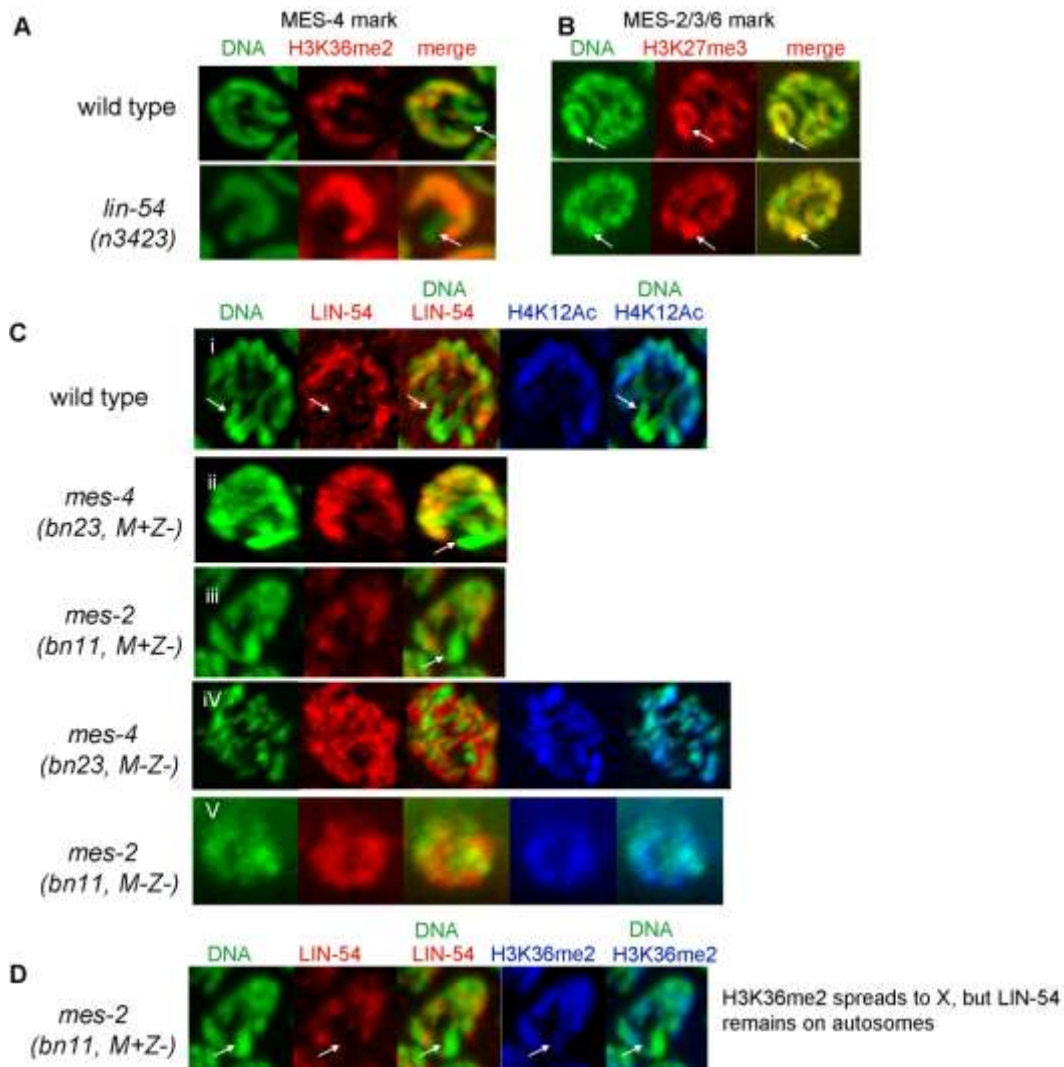 A
MES-4 mark
DNA H3K36me2 merge
B
MES-2/3/6 mark
DNA H3K27me3 merge
wild type
lin-54
(n3423)
C
DNA LIN-54 DNA LIN-54 H4K12Ac DNA H4K12Ac
i
wild type
ii
mes-4
(bn23, M+Z-)
iii
mes-2
(bn11, M+Z-)
iV
mes-4
(bn23, M-Z-)
V
mes-2
(bn11, M-Z-)
D
DNA LIN-54 DNA LIN-54 H3K36me2 DNA H3K36me2
mes-2
(bn11, M+Z-)
H3K36me2 spreads to X, but LIN-54
remains on autosomes